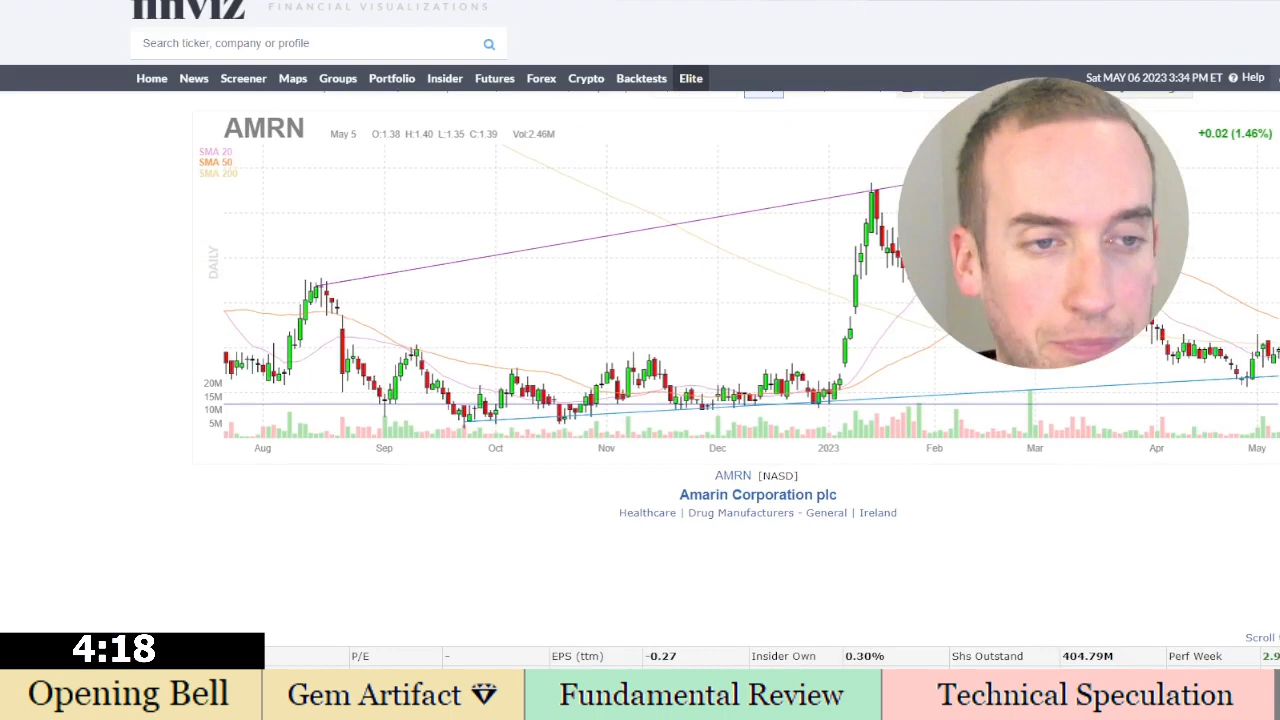 finviz FINANCIAL VISUALIZATIONS
Search ticker, company or profile
Home News Screener Maps Groups Portfolio Insider Futures Forex Crypto Backtests Elite
Sat MAY 06 2023 3:34 PM ET Help
AMRN May 5 O:1.38 H:1.40 L:1.35 C:1.39 Vol:2.46M +0.02 (1.46%)
SMA 20
SMA 50
SMA 200
DAILY
20M
15M
10M
5M
Aug Sep Oct Nov Dec 2023 Feb Mar Apr May
AMRN [NASD]
Amarin Corporation plc
Healthcare | Drug Manufacturers - General | Ireland
Scroll
4:18
P/E - EPS (ttm) -0.27 Insider Own 0.30% Shs Outstand 404.79M Perf Week 2.9
Opening Bell Gem Artifact Fundamental Review Technical Speculation